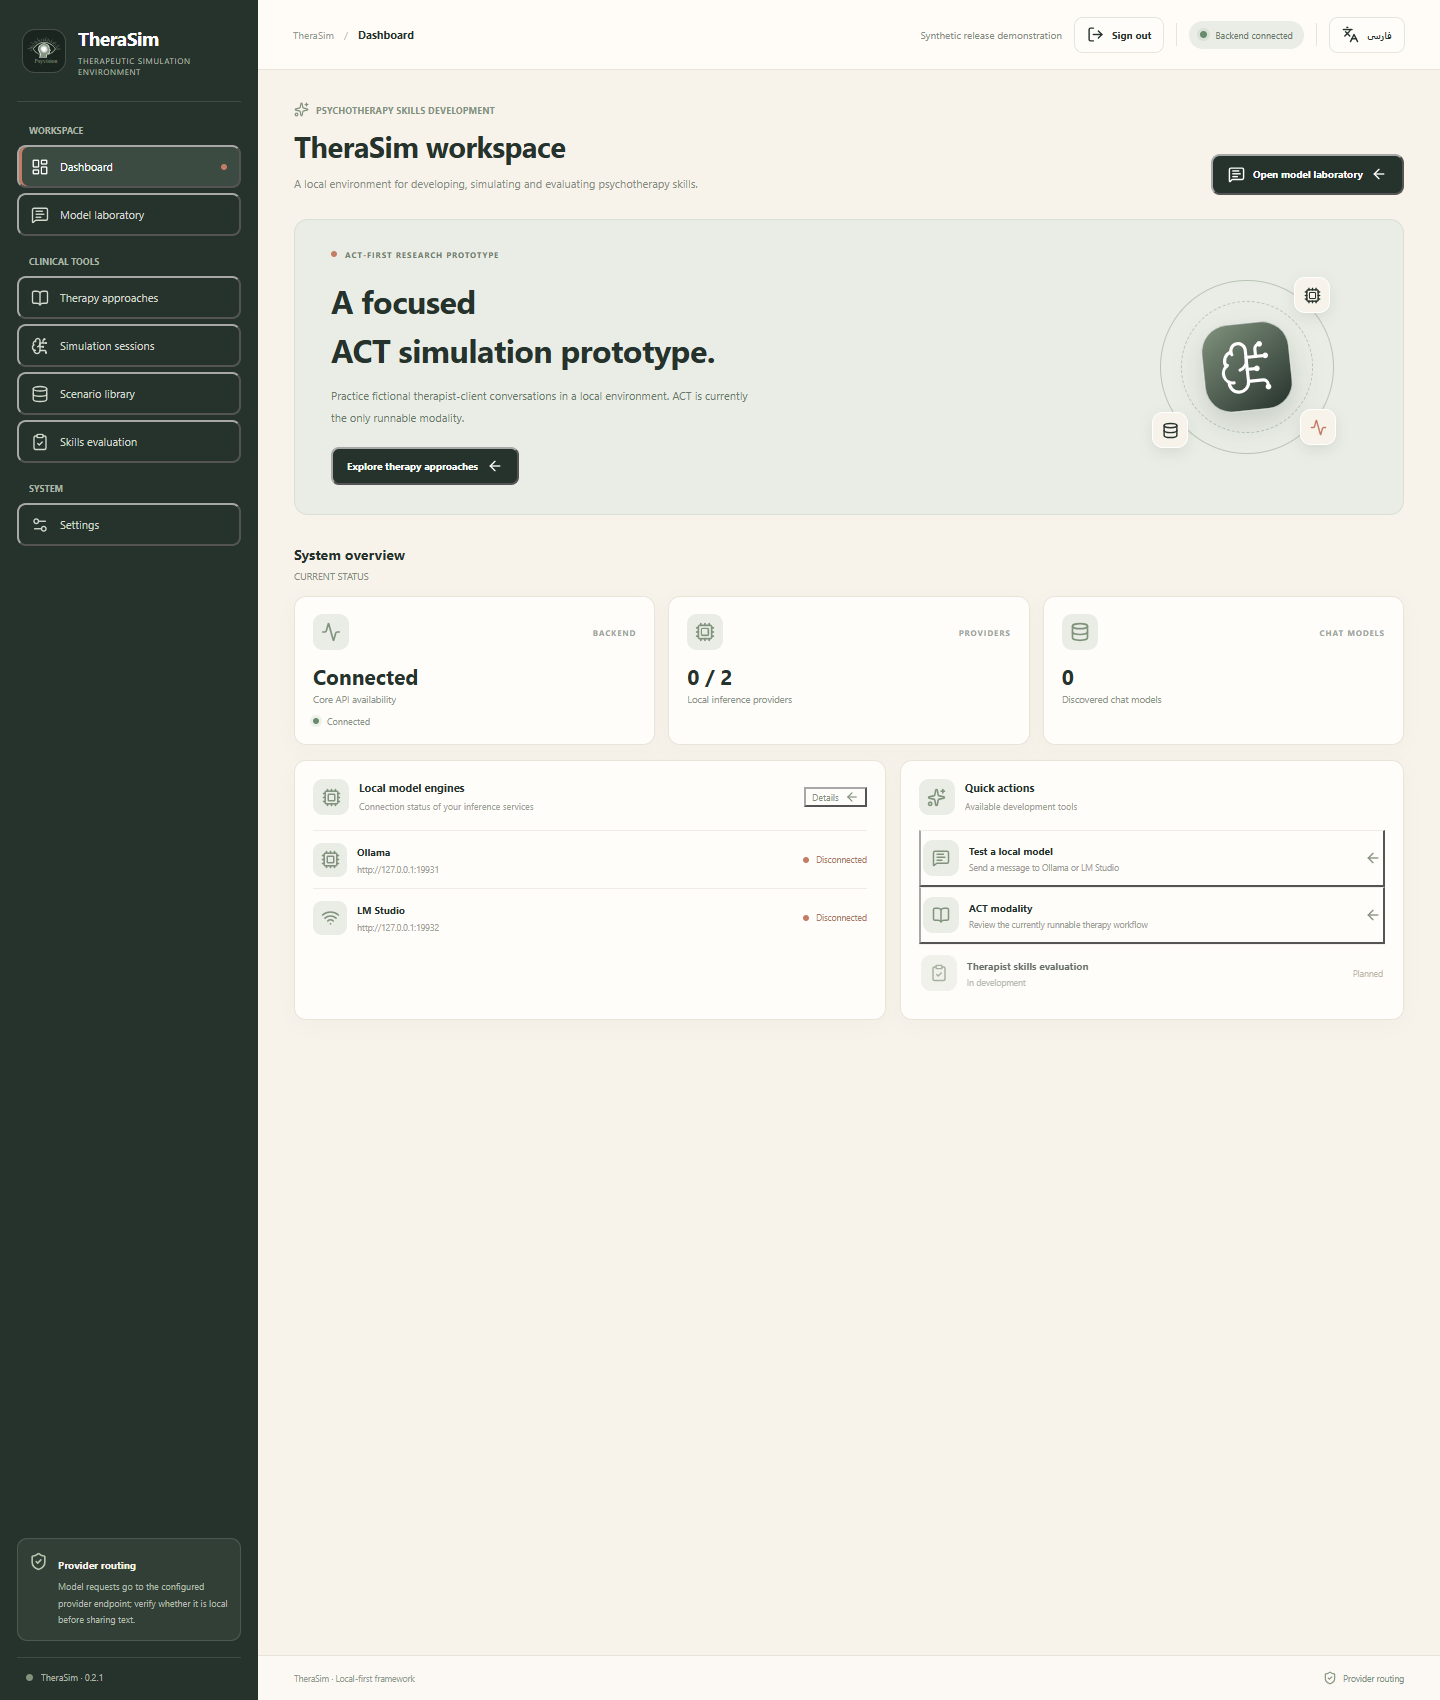 TheraSim
THERAPEUTIC SIMULATION
ENVIRONMENT
WORKSPACE
Dashboard
Model laboratory
CLINICAL TOOLS
Therapy approaches
Simulation sessions
Scenario library
Skills evaluation
SYSTEM
Settings
Provider routing
Model requests go to the configured
provider endpoint; verify whether it is local
before sharing text.
TheraSim · 0.2.1
TheraSim / Dashboard
Synthetic release demonstration
Sign out
Backend connected
فارسی
PSYCHOTHERAPY SKILLS DEVELOPMENT
TheraSim workspace
A local environment for developing, simulating and evaluating psychotherapy skills.
Open model laboratory
ACT-FIRST RESEARCH PROTOTYPE
A focused
ACT simulation prototype.
Practice fictional therapist-client conversations in a local environment. ACT is currently
the only runnable modality.
Explore therapy approaches
System overview
CURRENT STATUS
BACKEND
Connected
Core API availability
Connected
PROVIDERS
0 / 2
Local inference providers
CHAT MODELS
0
Discovered chat models
Local model engines
Connection status of your inference services
Details
Ollama
http://127.0.0.1:19931
Disconnected
LM Studio
http://127.0.0.1:19932
Disconnected
Quick actions
Available development tools
Test a local model
Send a message to Ollama or LM Studio
ACT modality
Review the currently runnable therapy workflow
Therapist skills evaluation
In development
Planned
TheraSim · Local-first framework
Provider routing